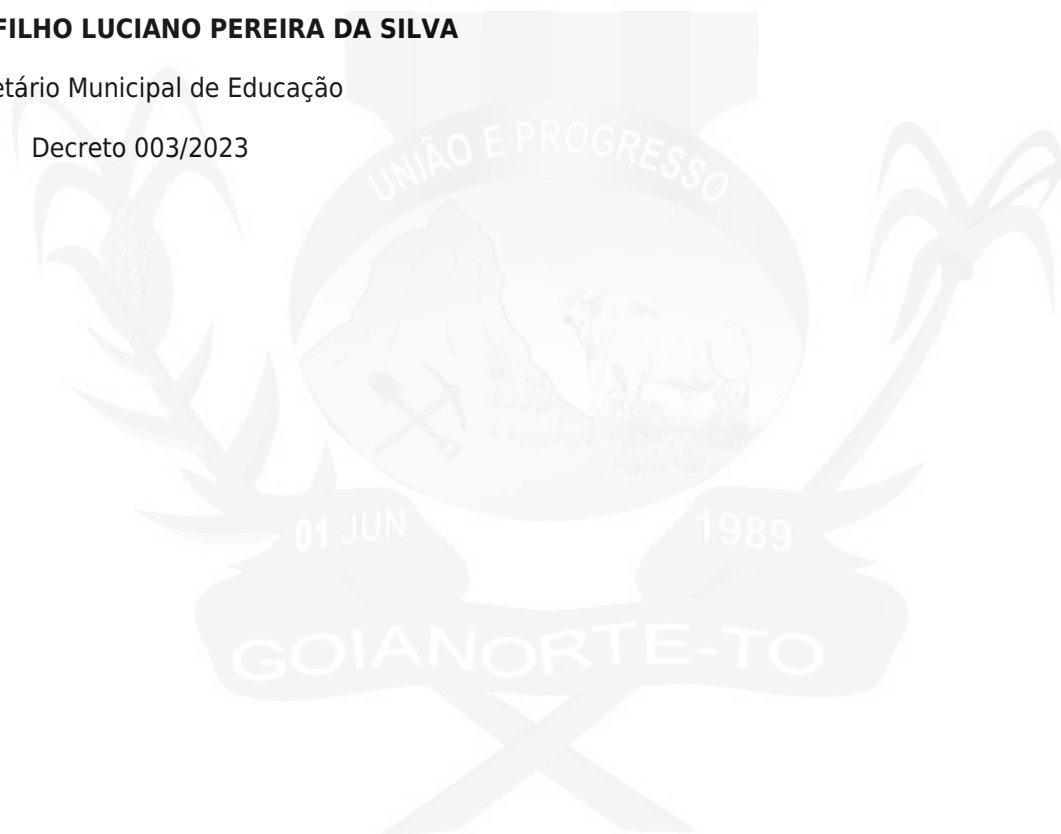 FILHO LUCIANO PEREIRA DA SILVA
etário Municipal de Educação
Decreto 003/2023
UNIÃO E PROGRESSO
01 JUN 1989
GOIANORTE-TO